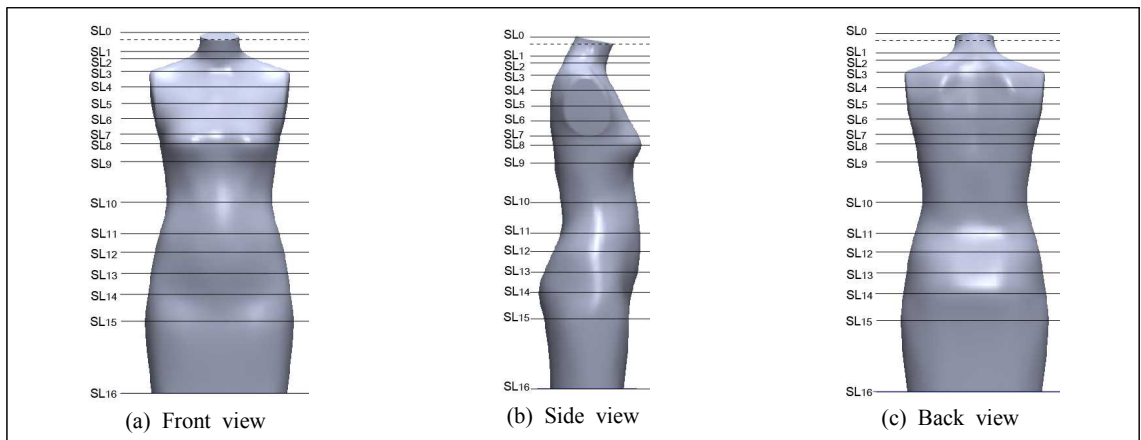 SL0
SL1
SL2
SL3
SL4
SL5
SL6
SL7
SL8
SL9
SL10
SL11
SL12
SL13
SL14
SL15
SL16
(a) Front view
SL0
SL1
SL2
SL3
SL4
SL5
SL6
SL7
SL8
SL9
SL10
SL11
SL12
SL13
SL14
SL15
SL16
(b) Side view
SL0
SL1
SL2
SL3
SL4
SL5
SL6
SL7
SL8
SL9
SL10
SL11
SL12
SL13
SL14
SL15
SL16
(c) Back view